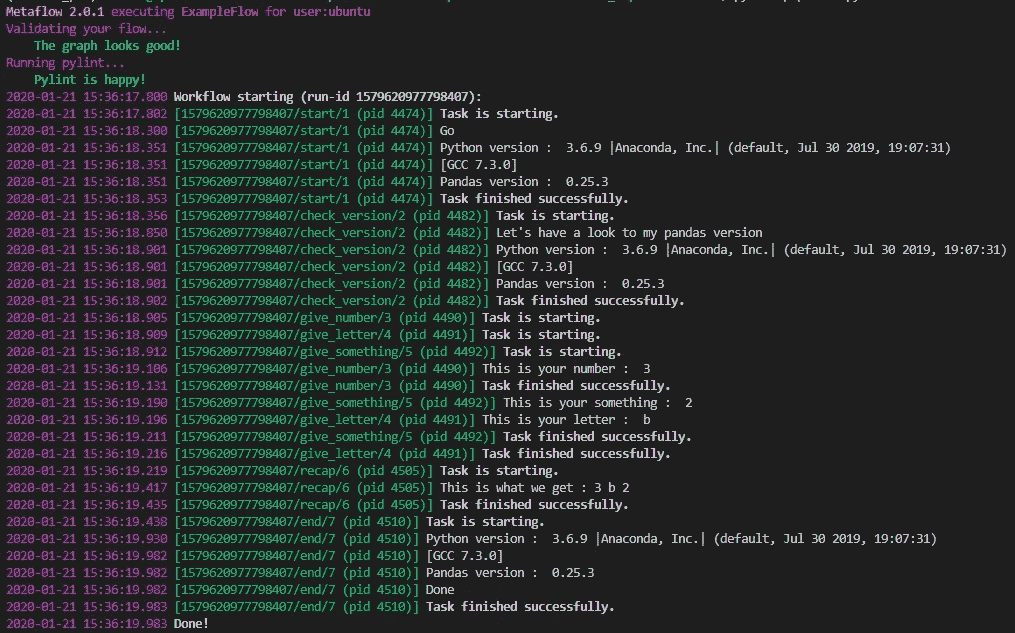 Metaflow 2.0.1 executing ExampleFlow for user:ubuntu
Validating your flow...
    The graph looks good!
Running pylint...
    Pylint is happy!
2020-01-21 15:36:17.800 Workflow starting (run-id 1579620977798407):
2020-01-21 15:36:17.802 [1579620977798407/start/1 (pid 4474)] Task is starting.
2020-01-21 15:36:18.300 [1579620977798407/start/1 (pid 4474)] Go
2020-01-21 15:36:18.351 [1579620977798407/start/1 (pid 4474)] Python version :  3.6.9 |Anaconda, Inc.| (default, Jul 30 2019, 19:07:31)
2020-01-21 15:36:18.351 [1579620977798407/start/1 (pid 4474)] [GCC 7.3.0]
2020-01-21 15:36:18.351 [1579620977798407/start/1 (pid 4474)] Pandas version :  0.25.3
2020-01-21 15:36:18.353 [1579620977798407/start/1 (pid 4474)] Task finished successfully.
2020-01-21 15:36:18.356 [1579620977798407/check_version/2 (pid 4482)] Task is starting.
2020-01-21 15:36:18.850 [1579620977798407/check_version/2 (pid 4482)] Let's have a look to my pandas version
2020-01-21 15:36:18.901 [1579620977798407/check_version/2 (pid 4482)] Python version :  3.6.9 |Anaconda, Inc.| (default, Jul 30 2019, 19:07:31)
2020-01-21 15:36:18.901 [1579620977798407/check_version/2 (pid 4482)] [GCC 7.3.0]
2020-01-21 15:36:18.901 [1579620977798407/check_version/2 (pid 4482)] Pandas version :  0.25.3
2020-01-21 15:36:18.902 [1579620977798407/check_version/2 (pid 4482)] Task finished successfully.
2020-01-21 15:36:18.905 [1579620977798407/give_number/3 (pid 4490)] Task is starting.
2020-01-21 15:36:18.909 [1579620977798407/give_letter/4 (pid 4491)] Task is starting.
2020-01-21 15:36:18.912 [1579620977798407/give_something/5 (pid 4492)] Task is starting.
2020-01-21 15:36:19.106 [1579620977798407/give_number/3 (pid 4490)] This is your number :  3
2020-01-21 15:36:19.131 [1579620977798407/give_number/3 (pid 4490)] Task finished successfully.
2020-01-21 15:36:19.190 [1579620977798407/give_something/5 (pid 4492)] This is your something :  2
2020-01-21 15:36:19.196 [1579620977798407/give_letter/4 (pid 4491)] This is your letter :  b
2020-01-21 15:36:19.211 [1579620977798407/give_something/5 (pid 4492)] Task finished successfully.
2020-01-21 15:36:19.216 [1579620977798407/give_letter/4 (pid 4491)] Task finished successfully.
2020-01-21 15:36:19.219 [1579620977798407/recap/6 (pid 4505)] Task is starting.
2020-01-21 15:36:19.417 [1579620977798407/recap/6 (pid 4505)] This is what we get : 3 b 2
2020-01-21 15:36:19.435 [1579620977798407/recap/6 (pid 4505)] Task finished successfully.
2020-01-21 15:36:19.438 [1579620977798407/end/7 (pid 4510)] Task is starting.
2020-01-21 15:36:19.930 [1579620977798407/end/7 (pid 4510)] Python version :  3.6.9 |Anaconda, Inc.| (default, Jul 30 2019, 19:07:31)
2020-01-21 15:36:19.982 [1579620977798407/end/7 (pid 4510)] [GCC 7.3.0]
2020-01-21 15:36:19.982 [1579620977798407/end/7 (pid 4510)] Pandas version :  0.25.3
2020-01-21 15:36:19.982 [1579620977798407/end/7 (pid 4510)] Done
2020-01-21 15:36:19.983 [1579620977798407/end/7 (pid 4510)] Task finished successfully.
2020-01-21 15:36:19.983 Done!